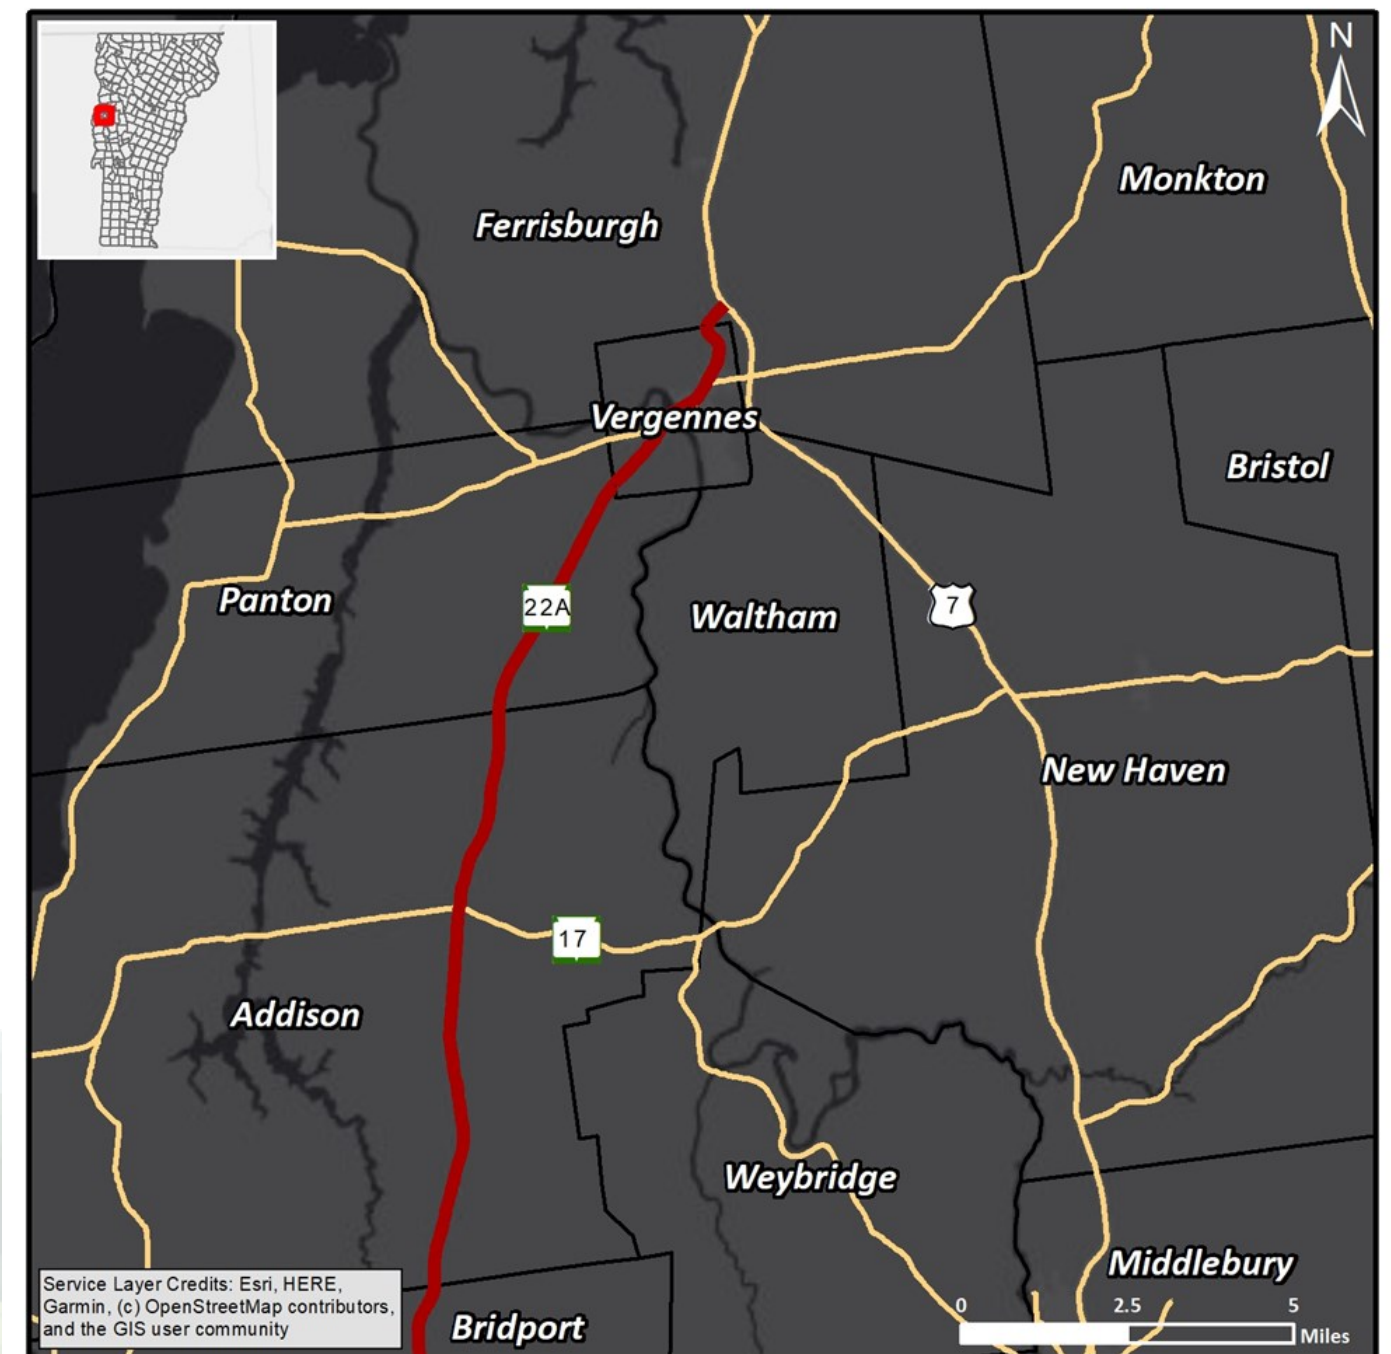 N
Monkton
Ferrisburgh
Vergennes
Bristol
Panton
22A
Waltham
7
New Haven
17
Addison
Weybridge
Middlebury
Service Layer Credits: Esri, HERE,
Garmin, (c) OpenStreetMap contributors,
and the GIS user community
Bridport
0 2.5 5
Miles